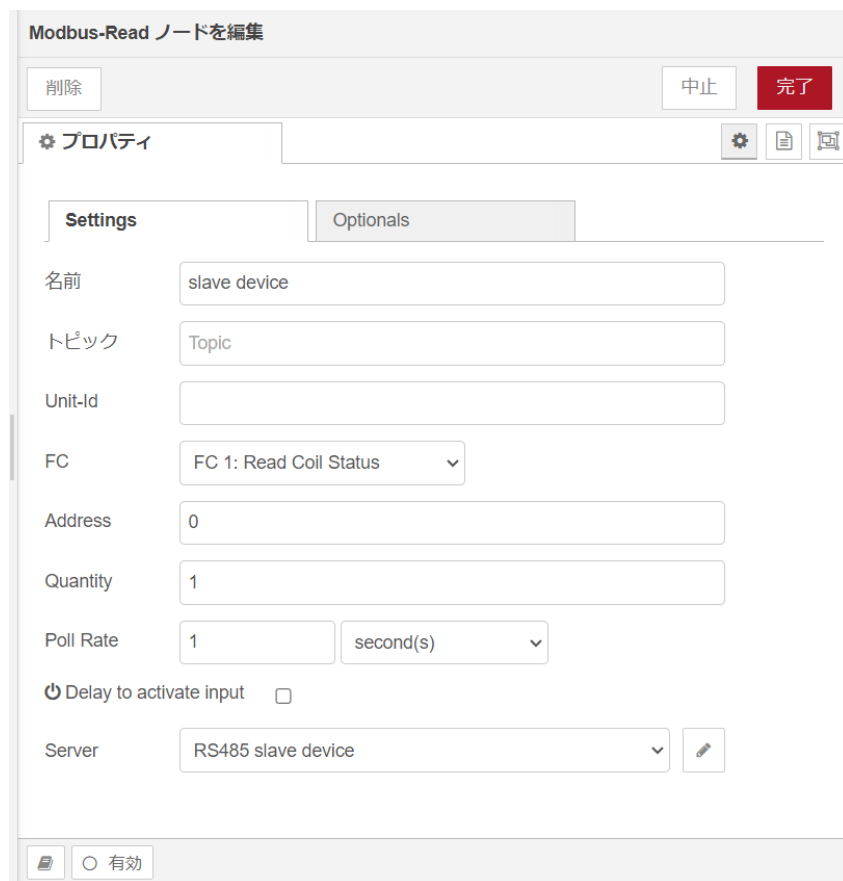 Modbus-Read ノードを編集
削除 中止 完了
プロパティ
Settings Optionals
名前 slave device
トピック Topic
Unit-Id
FC FC 1: Read Coil Status
Address 0
Quantity 1
Poll Rate 1 second(s)
Delay to activate input
Server RS485 slave device
有効